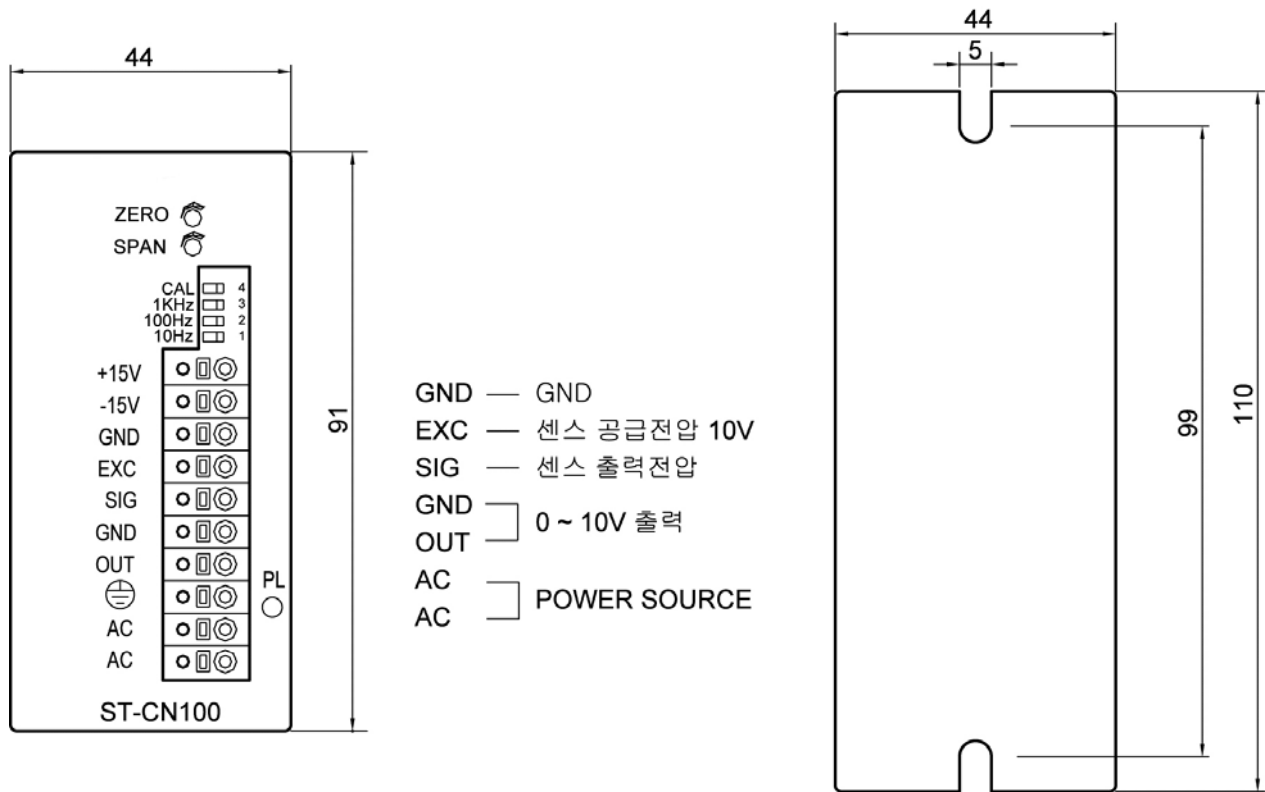 44
91
ZERO
SPAN
CAL 4
1KHz 3
100Hz 2
10Hz 1
+15V
-15V
GND
EXC
SIG
GND
OUT
PL
AC
AC
ST-CN100
GND — GND
EXC — 센스 공급전압 10V
SIG — 센스 출력전압
GND
OUT
0 ~ 10V 출력
AC
AC
POWER SOURCE
44
5
99
110